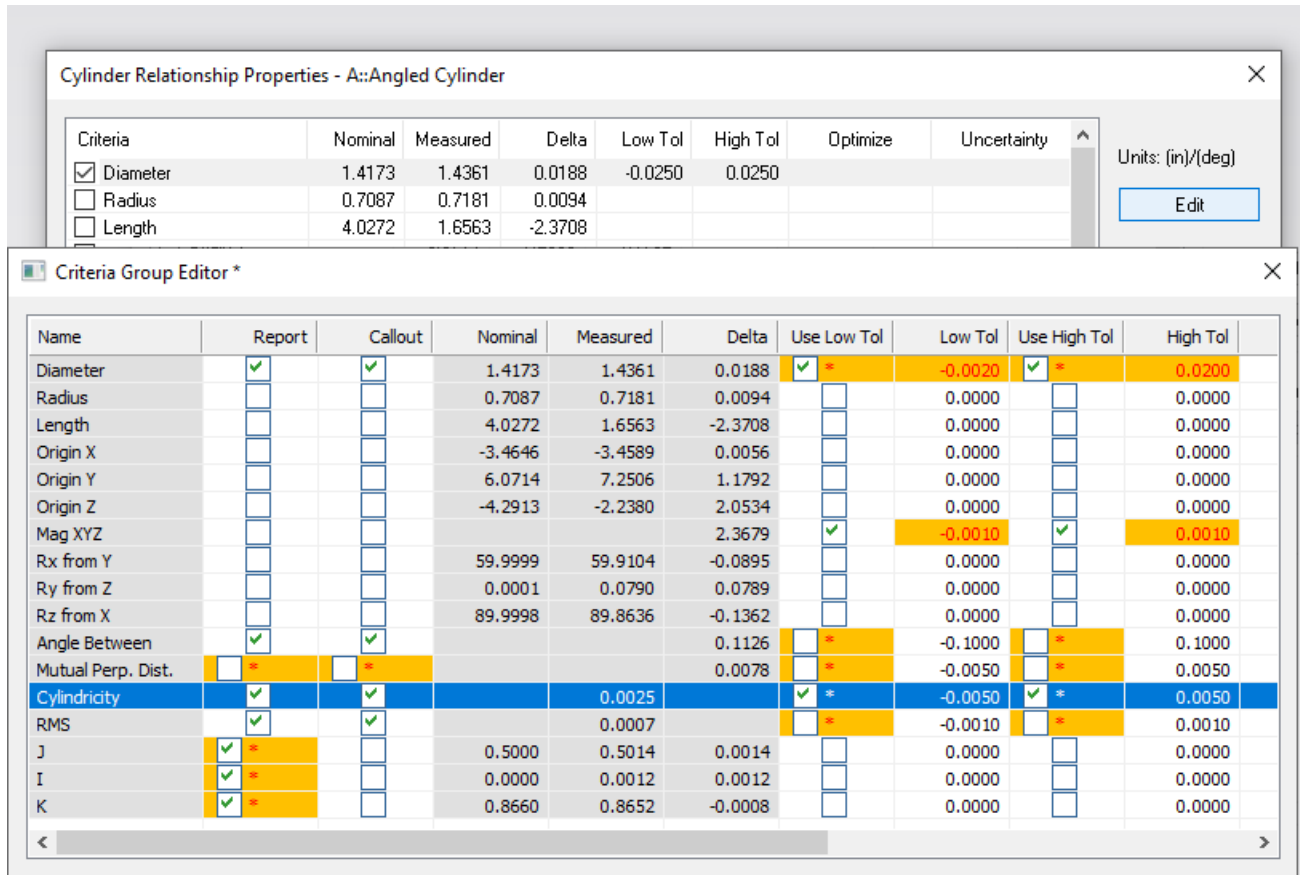 Cylinder Relationship Properties - A::Angled Cylinder
Criteria Nominal Measured Delta Low Tol High Tol Optimize Uncertainty
Units: (in)/(deg)
Diameter 1.4173 1.4361 0.0188 -0.0250 0.0250
Radius 0.7087 0.7181 0.0094
Edit
Length 4.0272 1.6563 -2.3708
Criteria Group Editor *
Name Report Callout Nominal Measured Delta Use Low Tol Low Tol Use High Tol High Tol
Diameter 1.4173 1.4361 0.0188 * -0.0020 * 0.0200
Radius 0.7087 0.7181 0.0094 0.0000 0.0000
Length 4.0272 1.6563 -2.3708 0.0000 0.0000
Origin X -3.4646 -3.4589 0.0056 0.0000 0.0000
Origin Y 6.0714 7.2506 1.1792 0.0000 0.0000
Origin Z -4.2913 -2.2380 2.0534 0.0000 0.0000
Mag XYZ 2.3679 -0.0010 0.0010
Rx from Y 59.9999 59.9104 -0.0895 0.0000 0.0000
Ry from Z 0.0001 0.0790 0.0789 0.0000 0.0000
Rz from X 89.9998 89.8636 -0.1362 0.0000 0.0000
Angle Between 0.1126 * -0.1000 * 0.1000
Mutual Perp. Dist. * * 0.0078 * -0.0050 * 0.0050
Cylindricity 0.0025 * -0.0050 * 0.0050
RMS 0.0007 * -0.0010 * 0.0010
J * 0.5000 0.5014 0.0014 0.0000 0.0000
I * 0.0000 0.0012 0.0012 0.0000 0.0000
K * 0.8660 0.8652 -0.0008 0.0000 0.0000